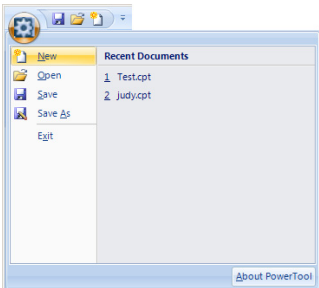 New
Recent Documents
Open
1 Test.cpt
Save
2 judy.cpt
Save As
Exit
About PowerTool